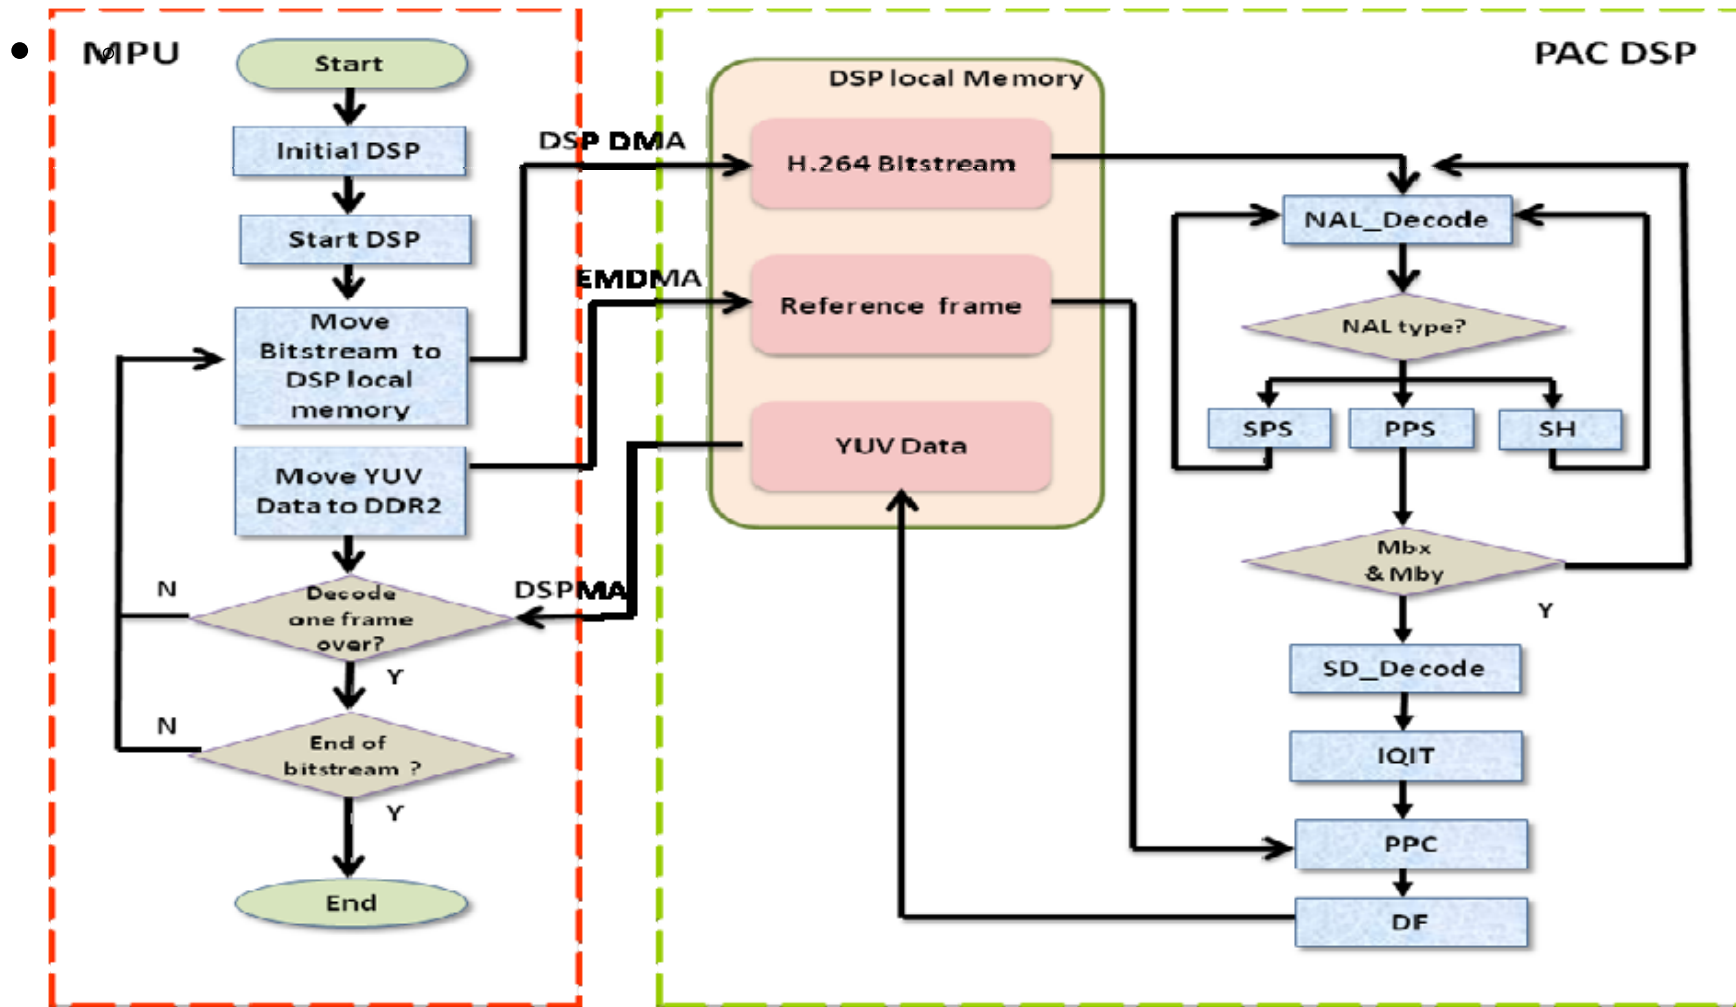 MPU
Start
Initial DSP
Start DSP
Move
Bitstream to
DSP local
memory
Move YUV
Data to DDR2
Decode
one frame
over?
N
Y
End of
bitstream ?
N
Y
End
DSP DMA
EMDMA
DSPMA
PAC DSP
DSP local Memory
H.264 Bitstream
Reference frame
YUV Data
NAL_Decode
NAL type?
SPS
PPS
SH
Mbx
& Mby
Y
SD_Decode
IQIT
PPC
DF